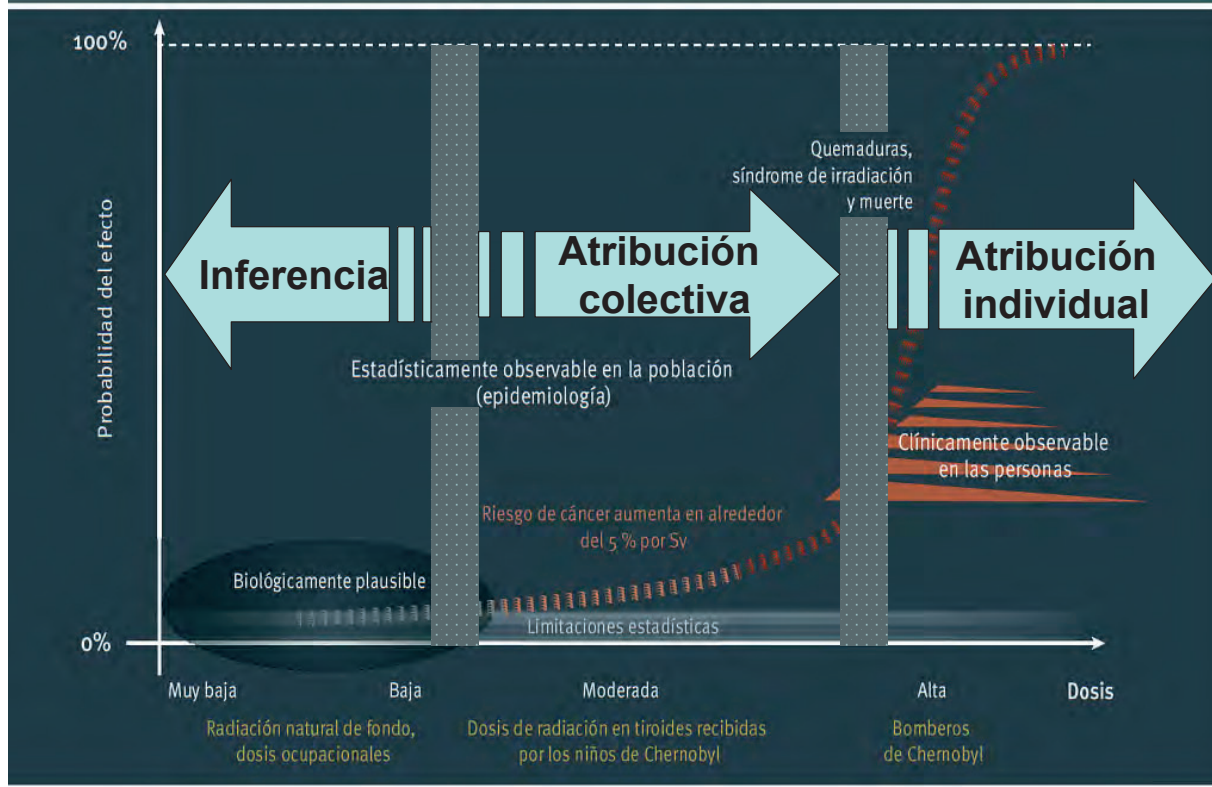 100%
Probabilidad del efecto
Quemaduras,
síndrome de irradiación
y muerte
Inferencia
Atribución
colectiva
Atribución
individual
Estadísticamente observable en la población
(epidemiología)
Clínicamente observable
en las personas
Riesgo de cáncer aumenta en alrededor
del 5 % por Sv
Biológicamente plausible
Limitaciones estadísticas
0%
Muy baja
Baja
Moderada
Alta
Dosis
Radiación natural de fondo,
dosis ocupacionales
Dosis de radiación en tiroides recibidas
por los niños de Chernobyl
Bomberos
de Chernobyl